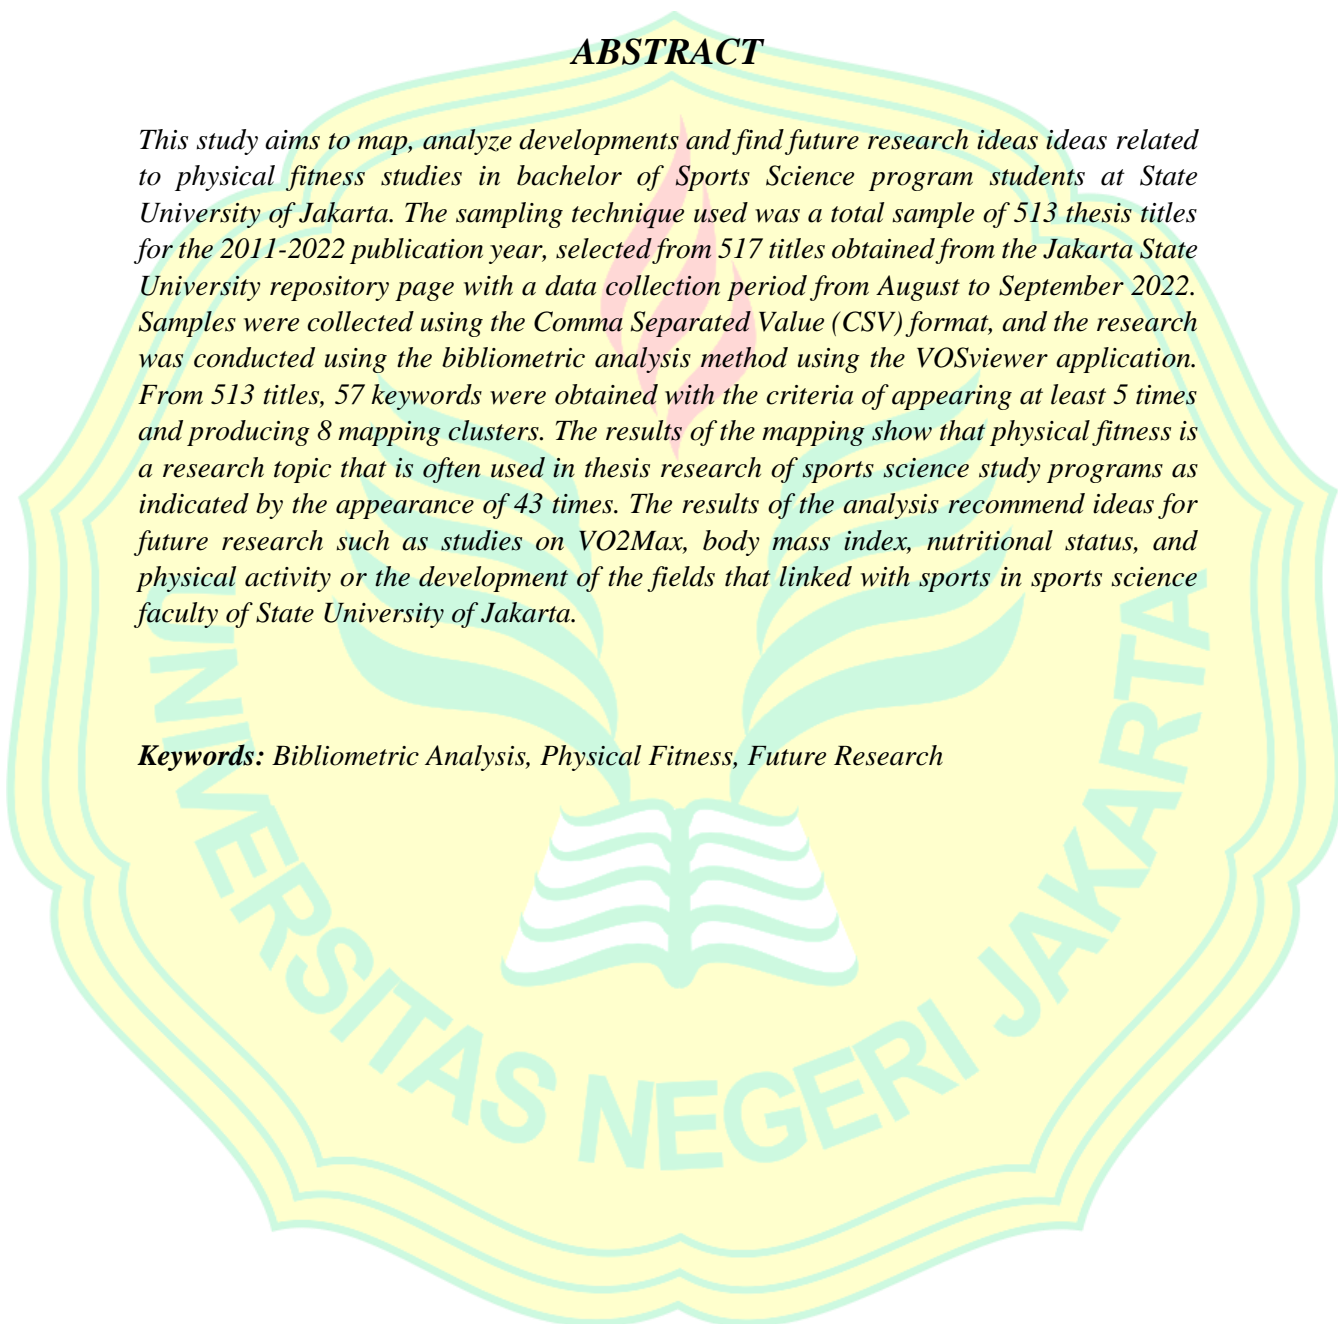 ABSTRACT
This study aims to map, analyze developments and find future research ideas ideas related
to physical fitness studies in bachelor of Sports Science program students at State
University of Jakarta. The sampling technique used was a total sample of 513 thesis titles
for the 2011-2022 publication year, selected from 517 titles obtained from the Jakarta State
University repository page with a data collection period from August to September 2022.
Samples were collected using the Comma Separated Value (CSV) format, and the research
was conducted using the bibliometric analysis method using the VOSviewer application.
From 513 titles, 57 keywords were obtained with the criteria of appearing at least 5 times
and producing 8 mapping clusters. The results of the mapping show that physical fitness is
a research topic that is often used in thesis research of sports science study programs as
indicated by the appearance of 43 times. The results of the analysis recommend ideas for
future research such as studies on VO2Max, body mass index, nutritional status, and
physical activity or the development of the fields that linked with sports in sports science
faculty of State University of Jakarta.
Keywords: Bibliometric Analysis, Physical Fitness, Future Research
UNIVERSITAS NEGERI JAKARTA